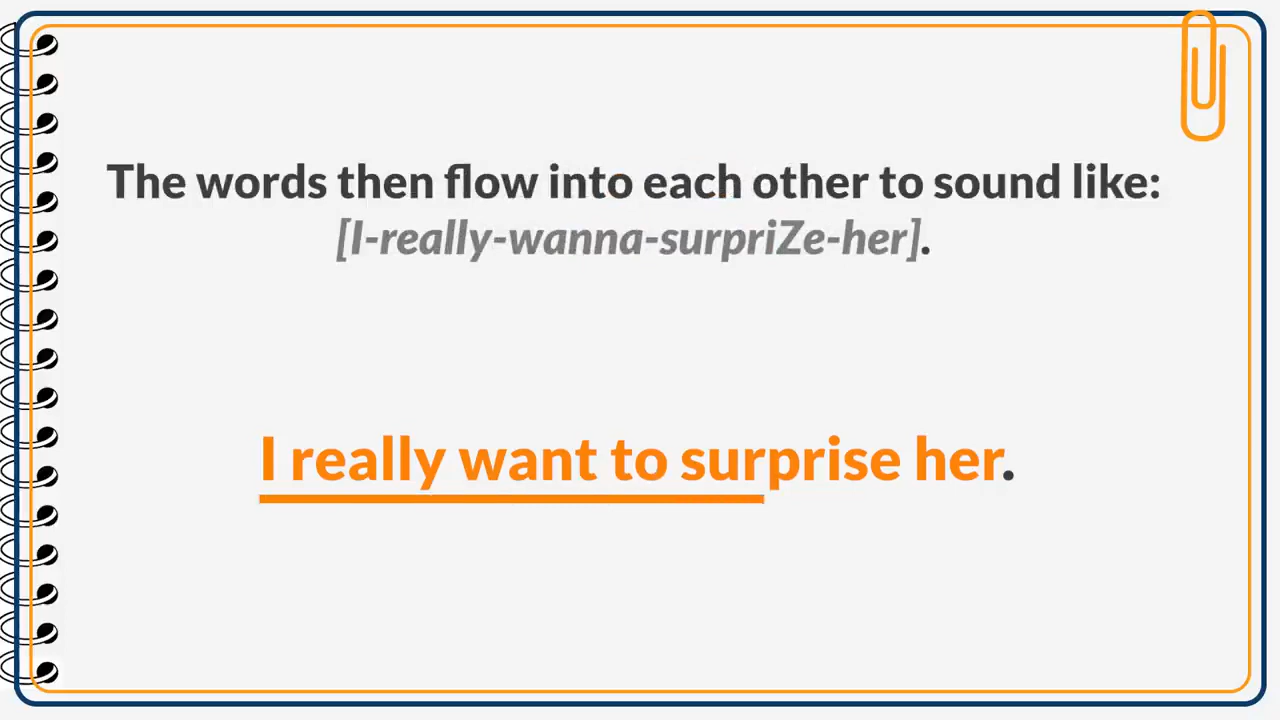 The words then flow into each other to sound like:
[I-really-wanna-surpriZe-her].
I really want to surprise her.